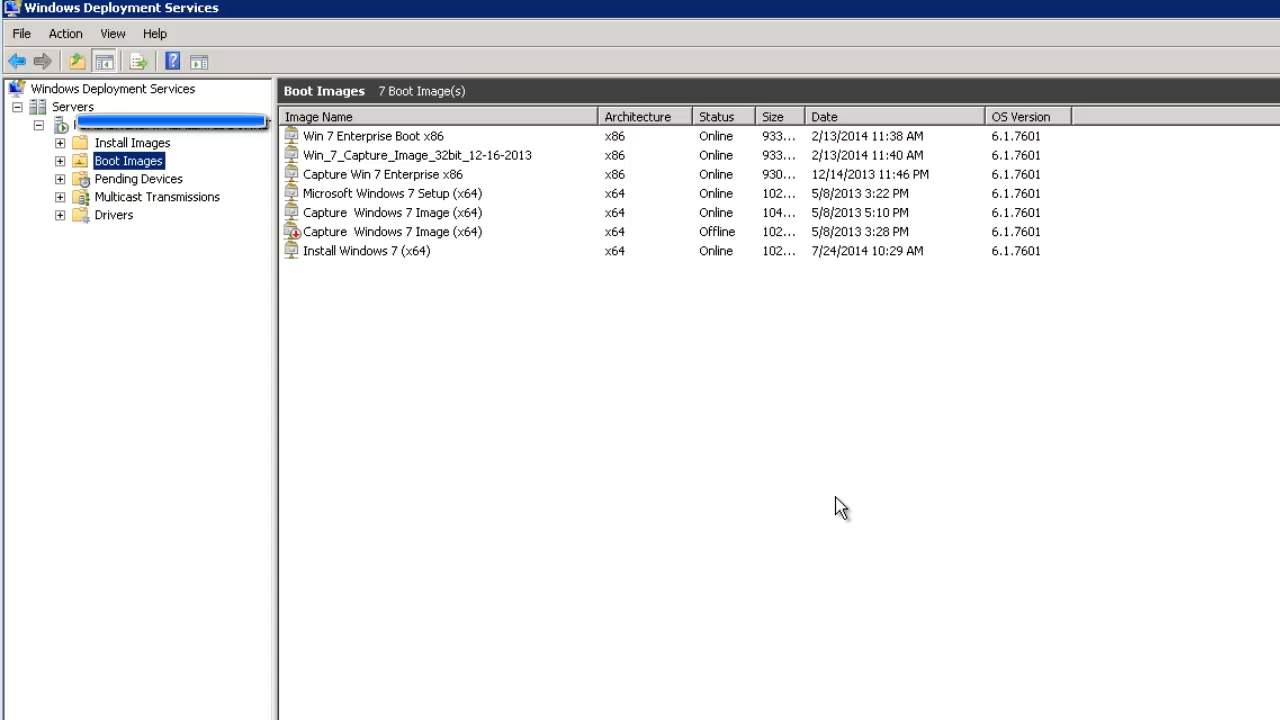 Windows Deployment Services
File Action View Help
Windows Deployment Services
Servers
Install Images
Boot Images
Pending Devices
Multicast Transmissions
Drivers
Boot Images 7 Boot Image(s)
Image Name Architecture Status Size Date OS Version
Win 7 Enterprise Boot x86 x86 Online 933... 2/13/2014 11:38 AM 6.1.7601
Win_7_Capture_Image_32bit_12-16-2013 x86 Online 933... 2/13/2014 11:40 AM 6.1.7601
Capture Win 7 Enterprise x86 x86 Online 930... 12/14/2013 11:46 PM 6.1.7601
Microsoft Windows 7 Setup (x64) x64 Online 102... 5/8/2013 3:22 PM 6.1.7601
Capture Windows 7 Image (x64) x64 Online 104... 5/8/2013 5:10 PM 6.1.7601
Capture Windows 7 Image (x64) x64 Offline 102... 5/8/2013 3:28 PM 6.1.7601
Install Windows 7 (x64) x64 Online 102... 7/24/2014 10:29 AM 6.1.7601